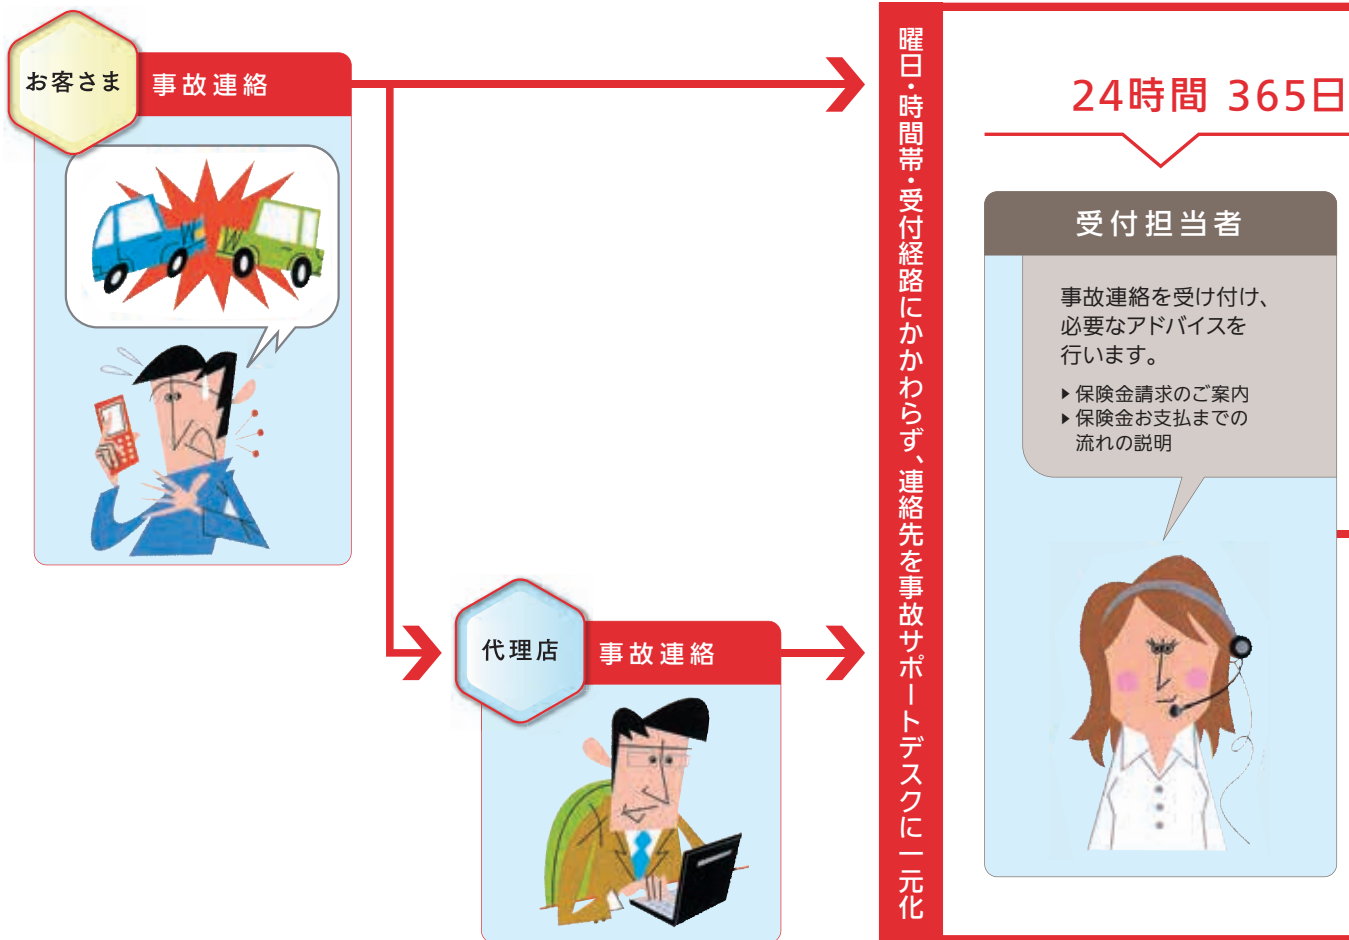 お客さま
事故連絡
代理店
事故連絡
曜日・時間帯・受付経路にかかわらず、連絡先を事故サポートデスクに一元化
24時間 365日
受付担当者
事故連絡を受け付け、
必要なアドバイスを
行います。
▶保険金請求のご案内
▶保険金お支払までの
流れの説明